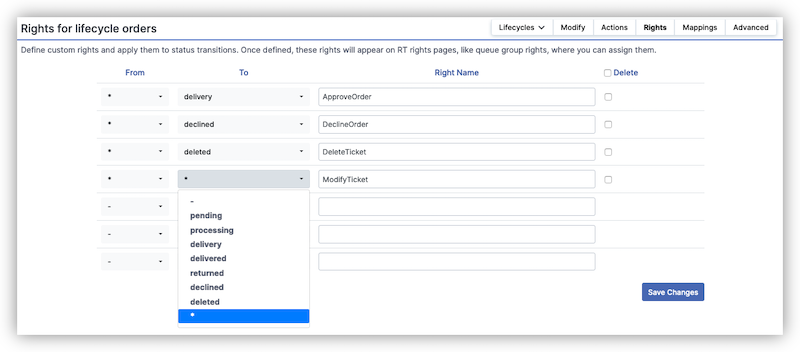 Rights for lifecycle orders
Lifecycles Modify Actions Rights Mappings Advanced
Define custom rights and apply them to status transitions. Once defined, these rights will appear on RT rights pages, like queue group rights, where you can assign them.
From To Right Name Delete
* delivery ApproveOrder
* declined DeclineOrder
* deleted DeleteTicket
* * ModifyTicket
-
pending
- processing
delivery
- delivered
- returned
declined
deleted
*
Save Changes